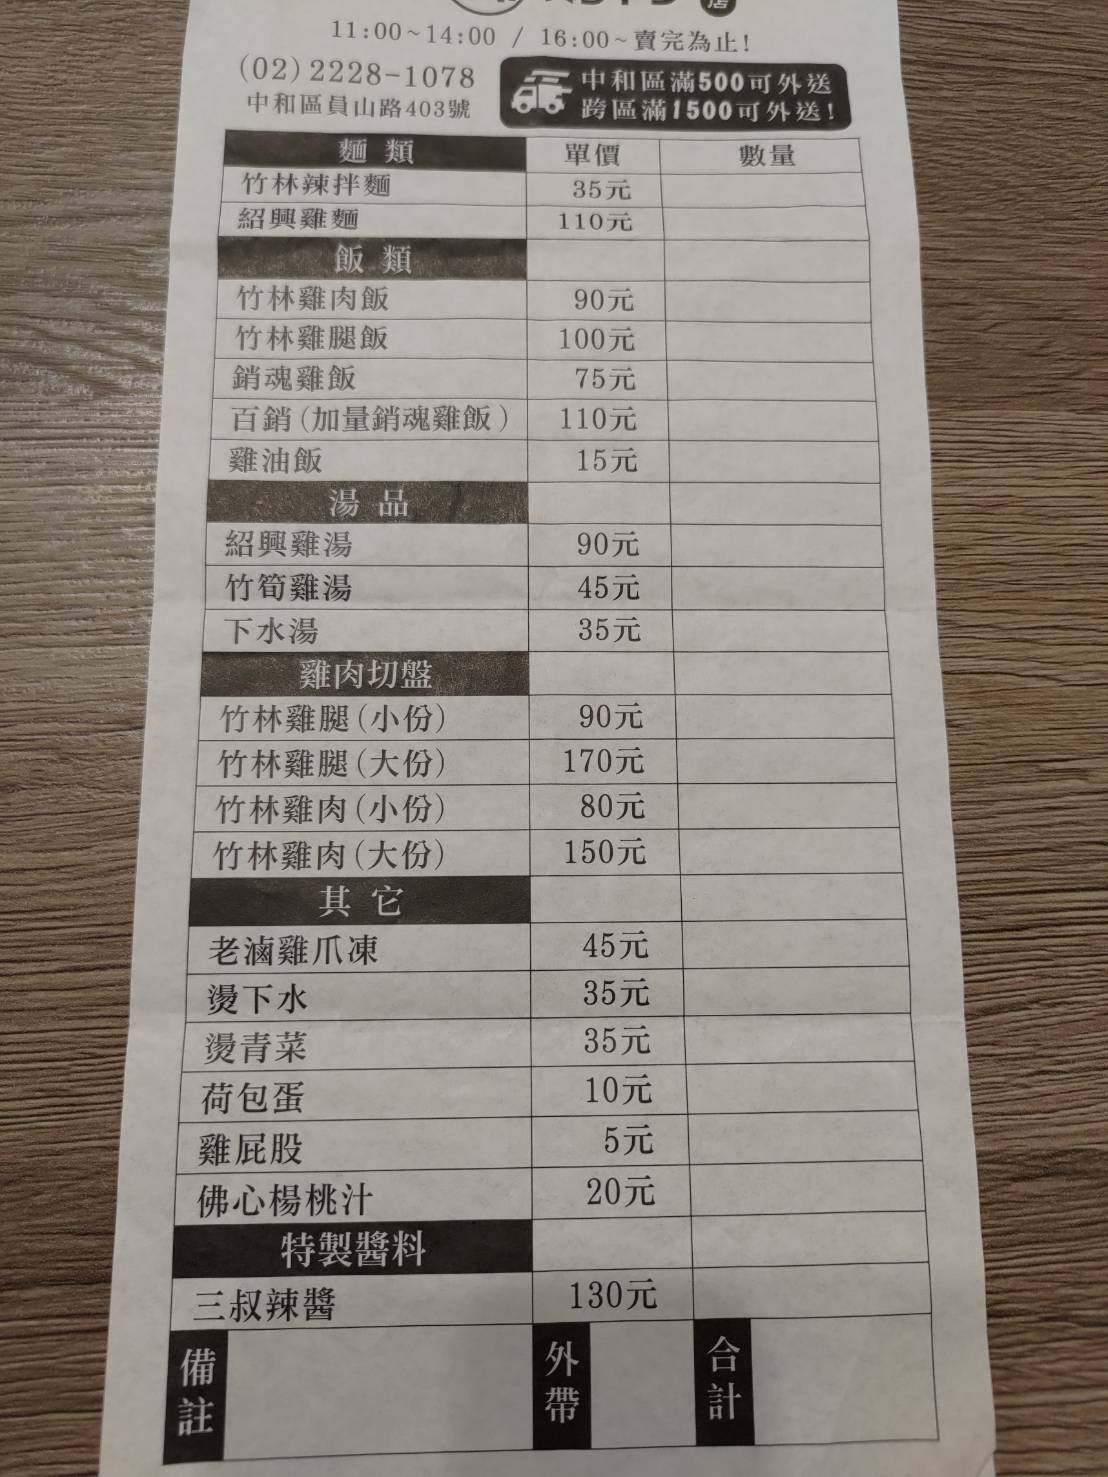 11:00~14:00 / 16:00~賣完為止!
(02)2228-1078
中和區員山路403號
中和區滿500可外送
跨區滿1500可外送!
麵類 單價 數量
竹林辣拌麵 35元
紹興雞麵 110元
飯類
竹林雞肉飯 90元
竹林雞腿飯 100元
銷魂雞飯 75元
百銷(加量銷魂雞飯) 110元
雞油飯 15元
湯品
紹興雞湯 90元
竹筍雞湯 45元
下水湯 35元
雞肉切盤
竹林雞腿(小份) 90元
竹林雞腿(大份) 170元
竹林雞肉(小份) 80元
竹林雞肉(大份) 150元
其它
老滷雞爪凍 45元
燙下水 35元
燙青菜 35元
荷包蛋 10元
雞屁股 5元
佛心楊桃汁 20元
特製醬料
三叔辣醬 130元
備註 外帶 合計